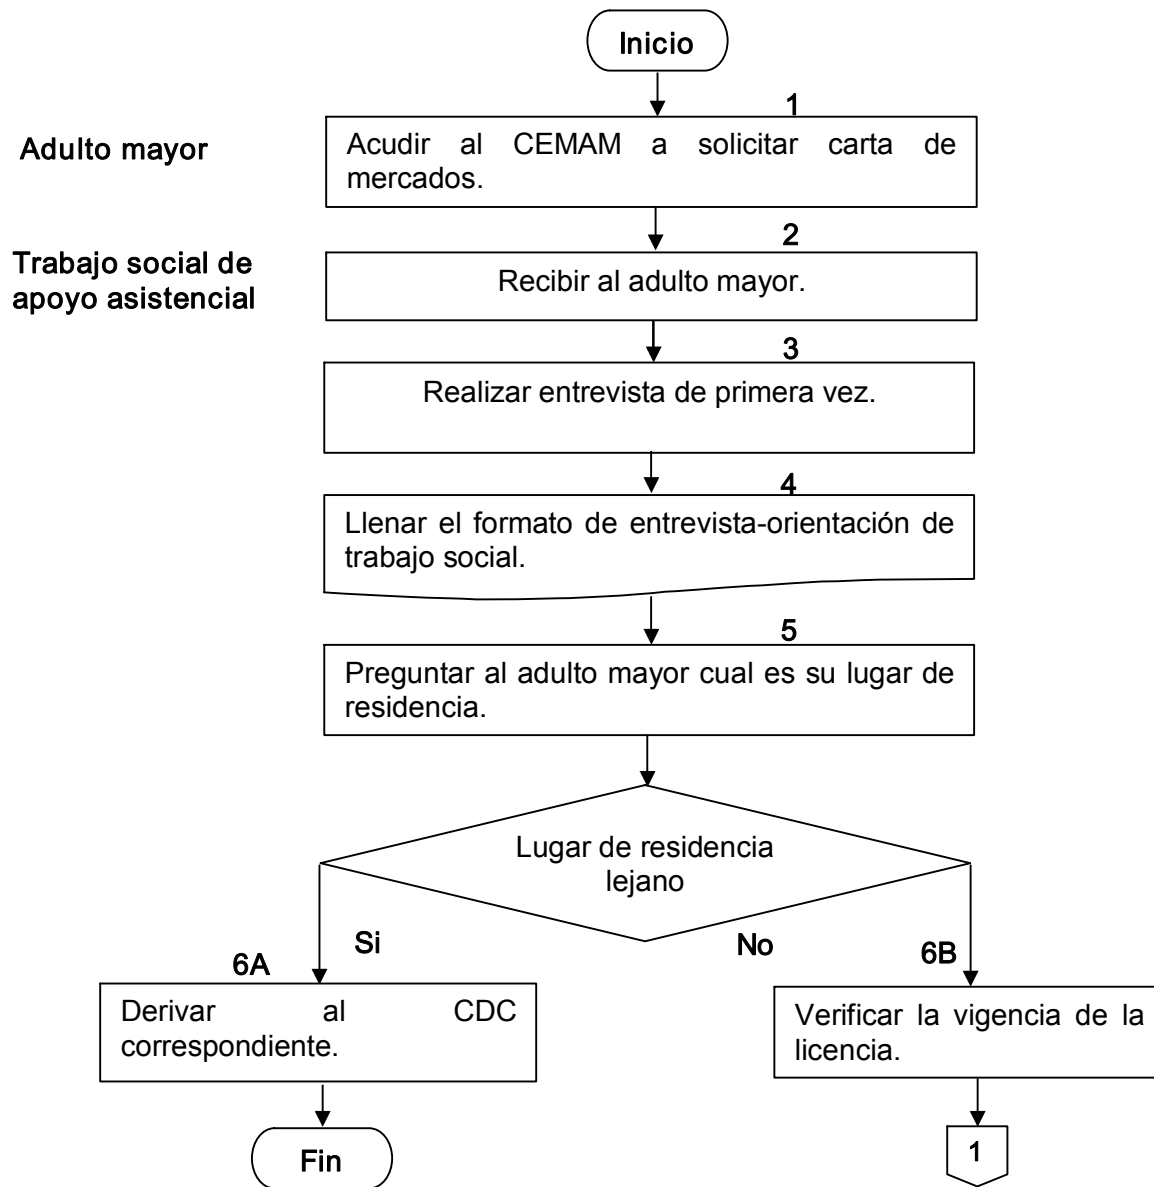 Inicio
1
Adulto mayor
Acudir al CEMAM a solicitar carta de
mercados.
2
Trabajo social de
apoyo asistencial
Recibir al adulto mayor.
3
Realizar entrevista de primera vez.
4
Llenar el formato de entrevista-orientación de
trabajo social.
5
Preguntar al adulto mayor cual es su lugar de
residencia.
Lugar de residencia
lejano
Si
No
6A
Derivar al CDC
correspondiente.
Fin
6B
Verificar la vigencia de la
licencia.
1